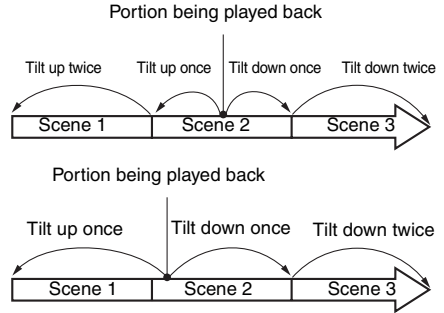 Portion being played back
Tilt up twice Tilt up once Tilt down once Tilt down twice
Scene 1 Scene 2 Scene 3
Portion being played back
Tilt up once Tilt down once Tilt down twice
Scene 1 Scene 2 Scene 3